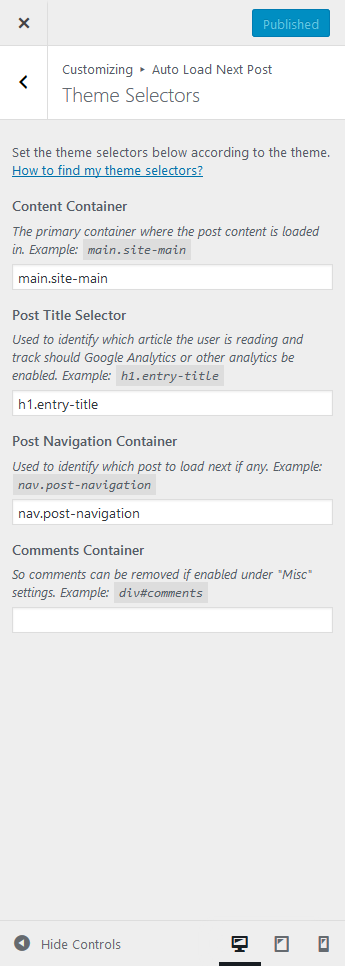 Published
Customizing ▸ Auto Load Next Post
Theme Selectors
Set the theme selectors below according to the theme.
How to find my theme selectors?
Content Container
The primary container where the post content is loaded
in. Example: main.site-main
main.site-main
Post Title Selector
Used to identify which article the user is reading and
track should Google Analytics or other analytics be
enabled. Example: h1.entry-title
h1.entry-title
Post Navigation Container
Used to identify which post to load next if any. Example:
nav.post-navigation
nav.post-navigation
Comments Container
So comments can be removed if enabled under "Misc"
settings. Example: div#comments
Hide Controls